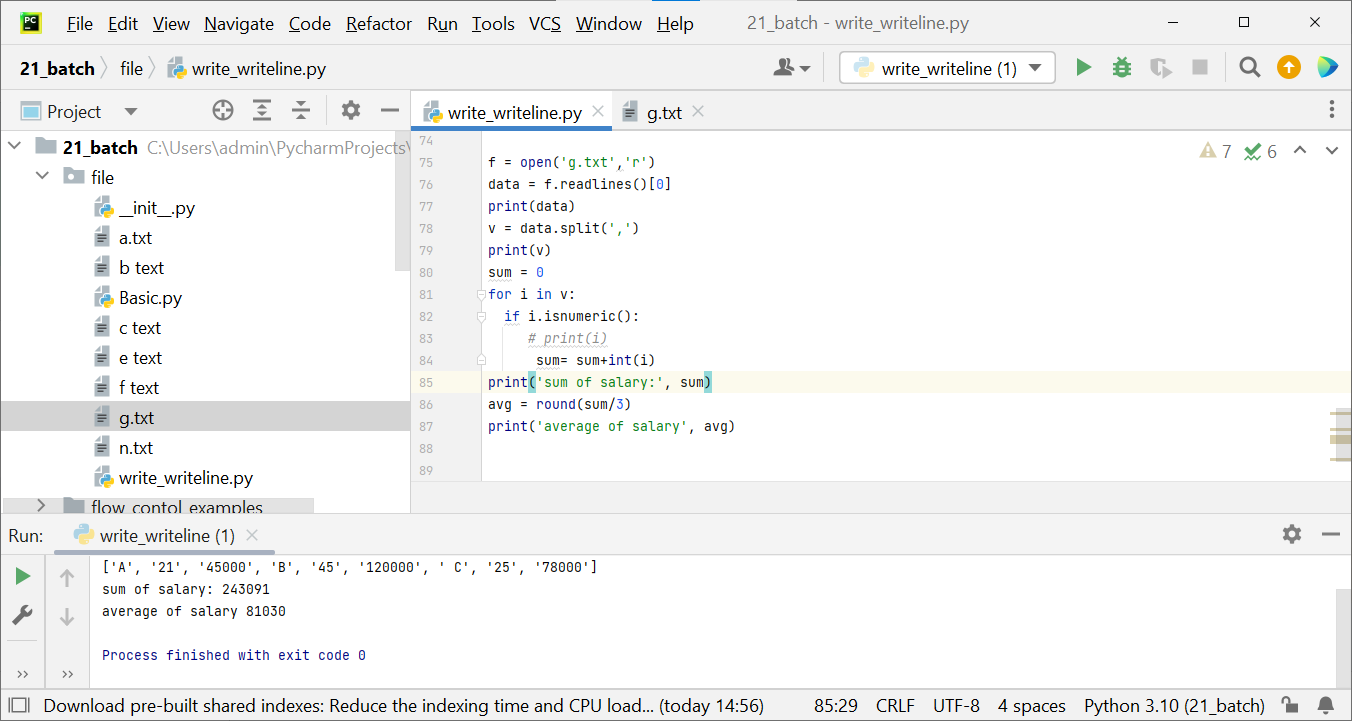 PC
File Edit View Navigate Code Refactor Run Tools VCS Window Help 21_batch - write_writeline.py
21_batch file write_writeline.py write_writeline (1)
Project write_writeline.py g.txt
21_batch C:\Users\admin\PycharmProjects\
file
__init__.py
a.txt
b text
Basic.py
c text
e text
f text
g.txt
n.txt
write_writeline.py
flow_contol_examples
7 6
74
75 f = open('g.txt','r')
76 data = f.readlines()[0]
77 print(data)
78 v = data.split(',')
79 print(v)
80 sum = 0
81 for i in v:
82 if i.isnumeric():
83 # print(i)
84 sum= sum+int(i)
85 print('sum of salary:', sum)
86 avg = round(sum/3)
87 print('average of salary', avg)
88
89
Run: write_writeline (1)
['A', '21', '45000', 'B', '45', '120000', ' C', '25', '78000']
sum of salary: 243091
average of salary 81030
Process finished with exit code 0
Download pre-built shared indexes: Reduce the indexing time and CPU load... (today 14:56) 85:29 CRLF UTF-8 4 spaces Python 3.10 (21_batch)